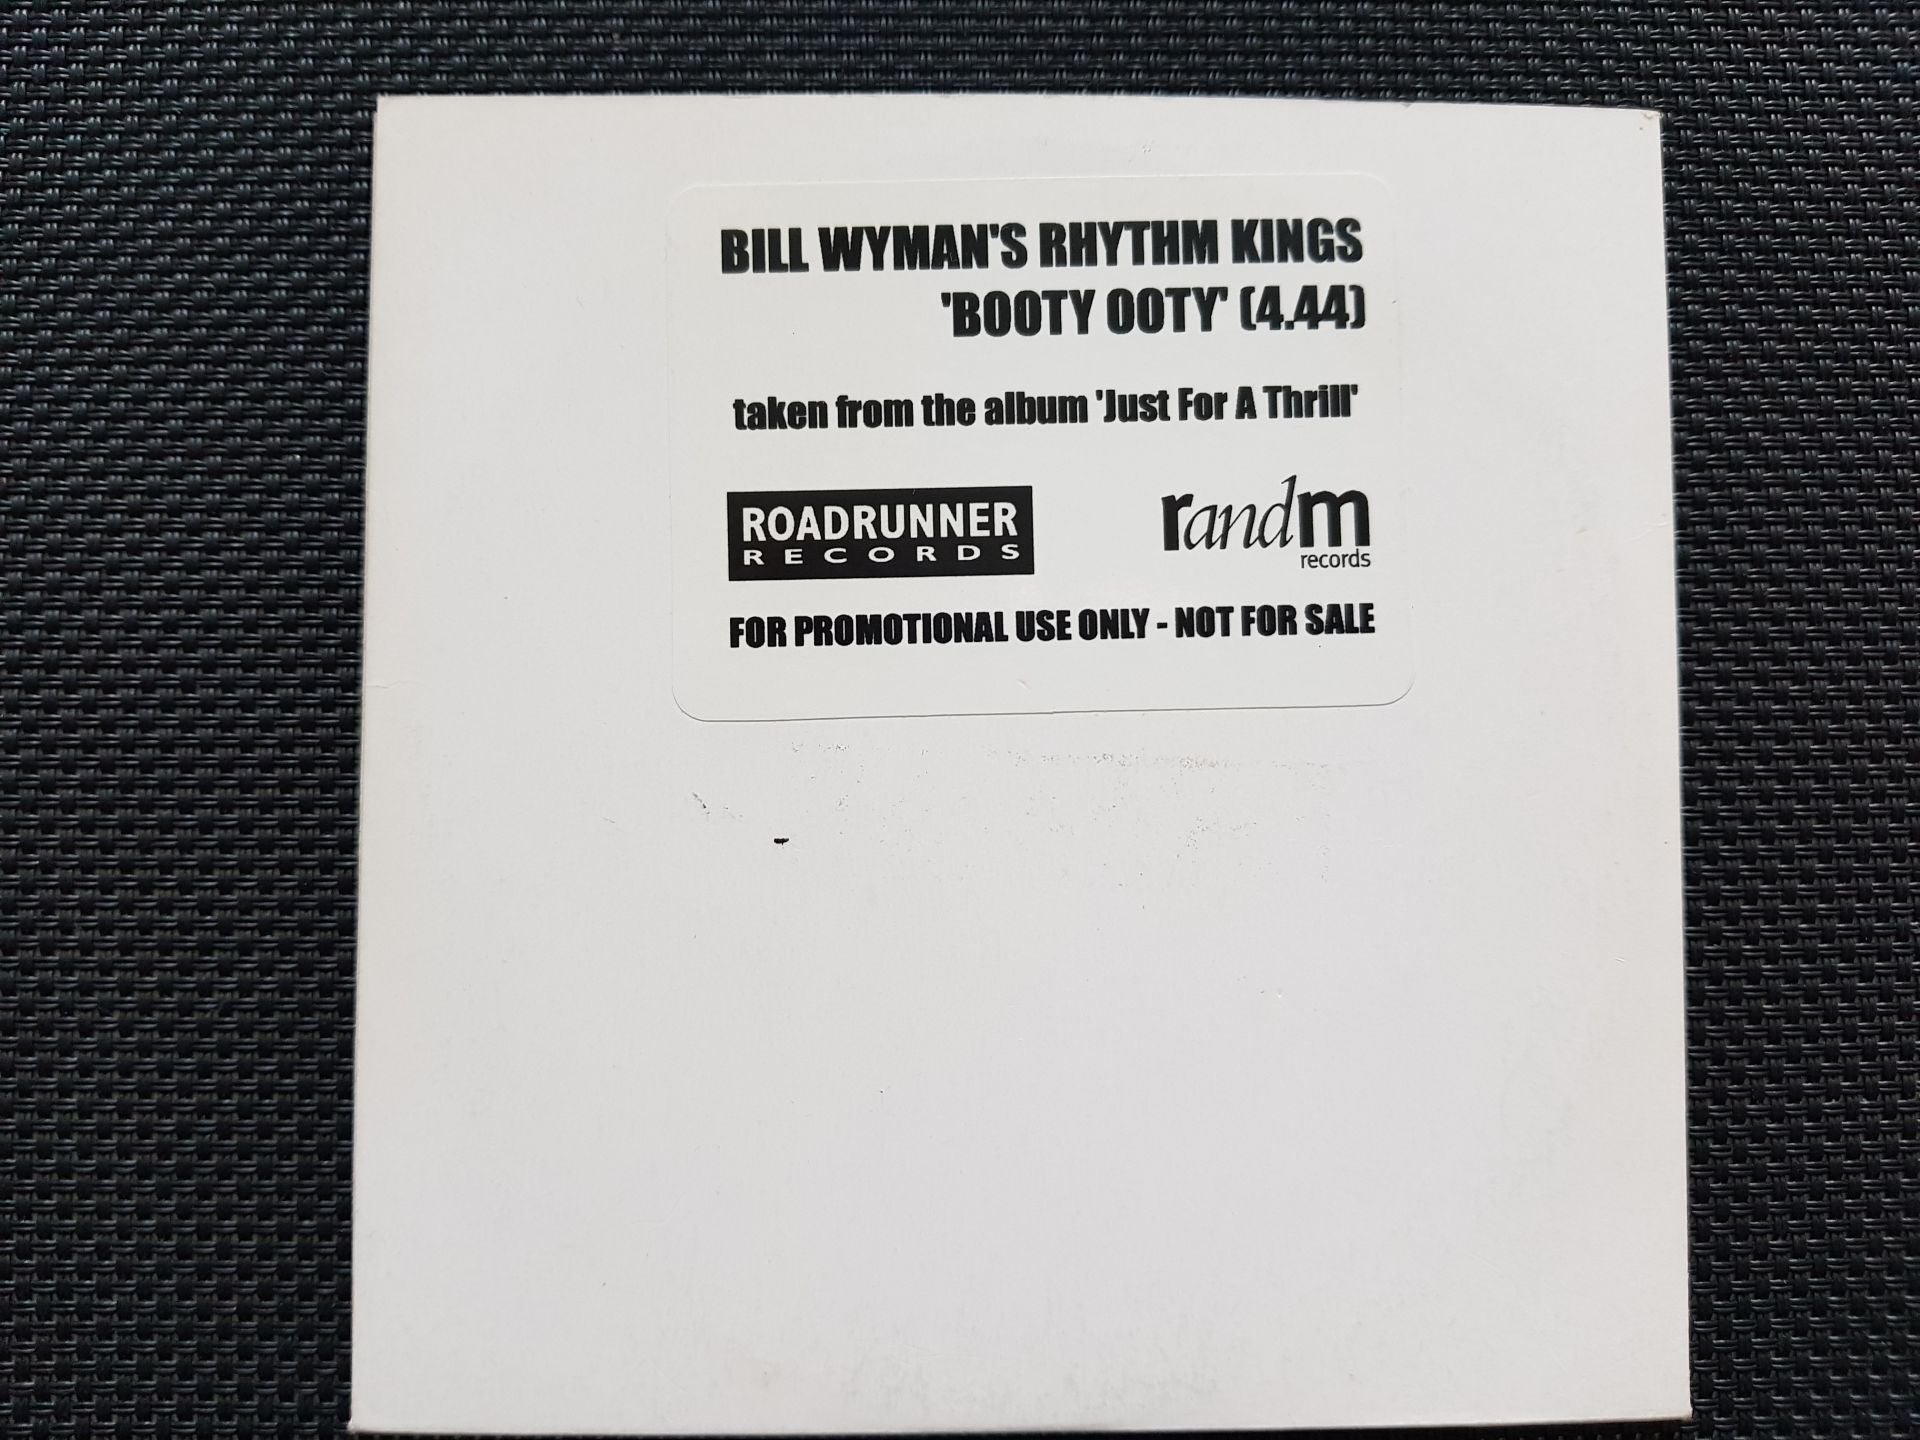 BILL WYMAN'S RHYTHM KINGS
'BOOTY OOTY' (4.44)
taken from the album 'Just For A Thrill'
ROADRUNNER
RECORDS
randm
records
FOR PROMOTIONAL USE ONLY - NOT FOR SALE